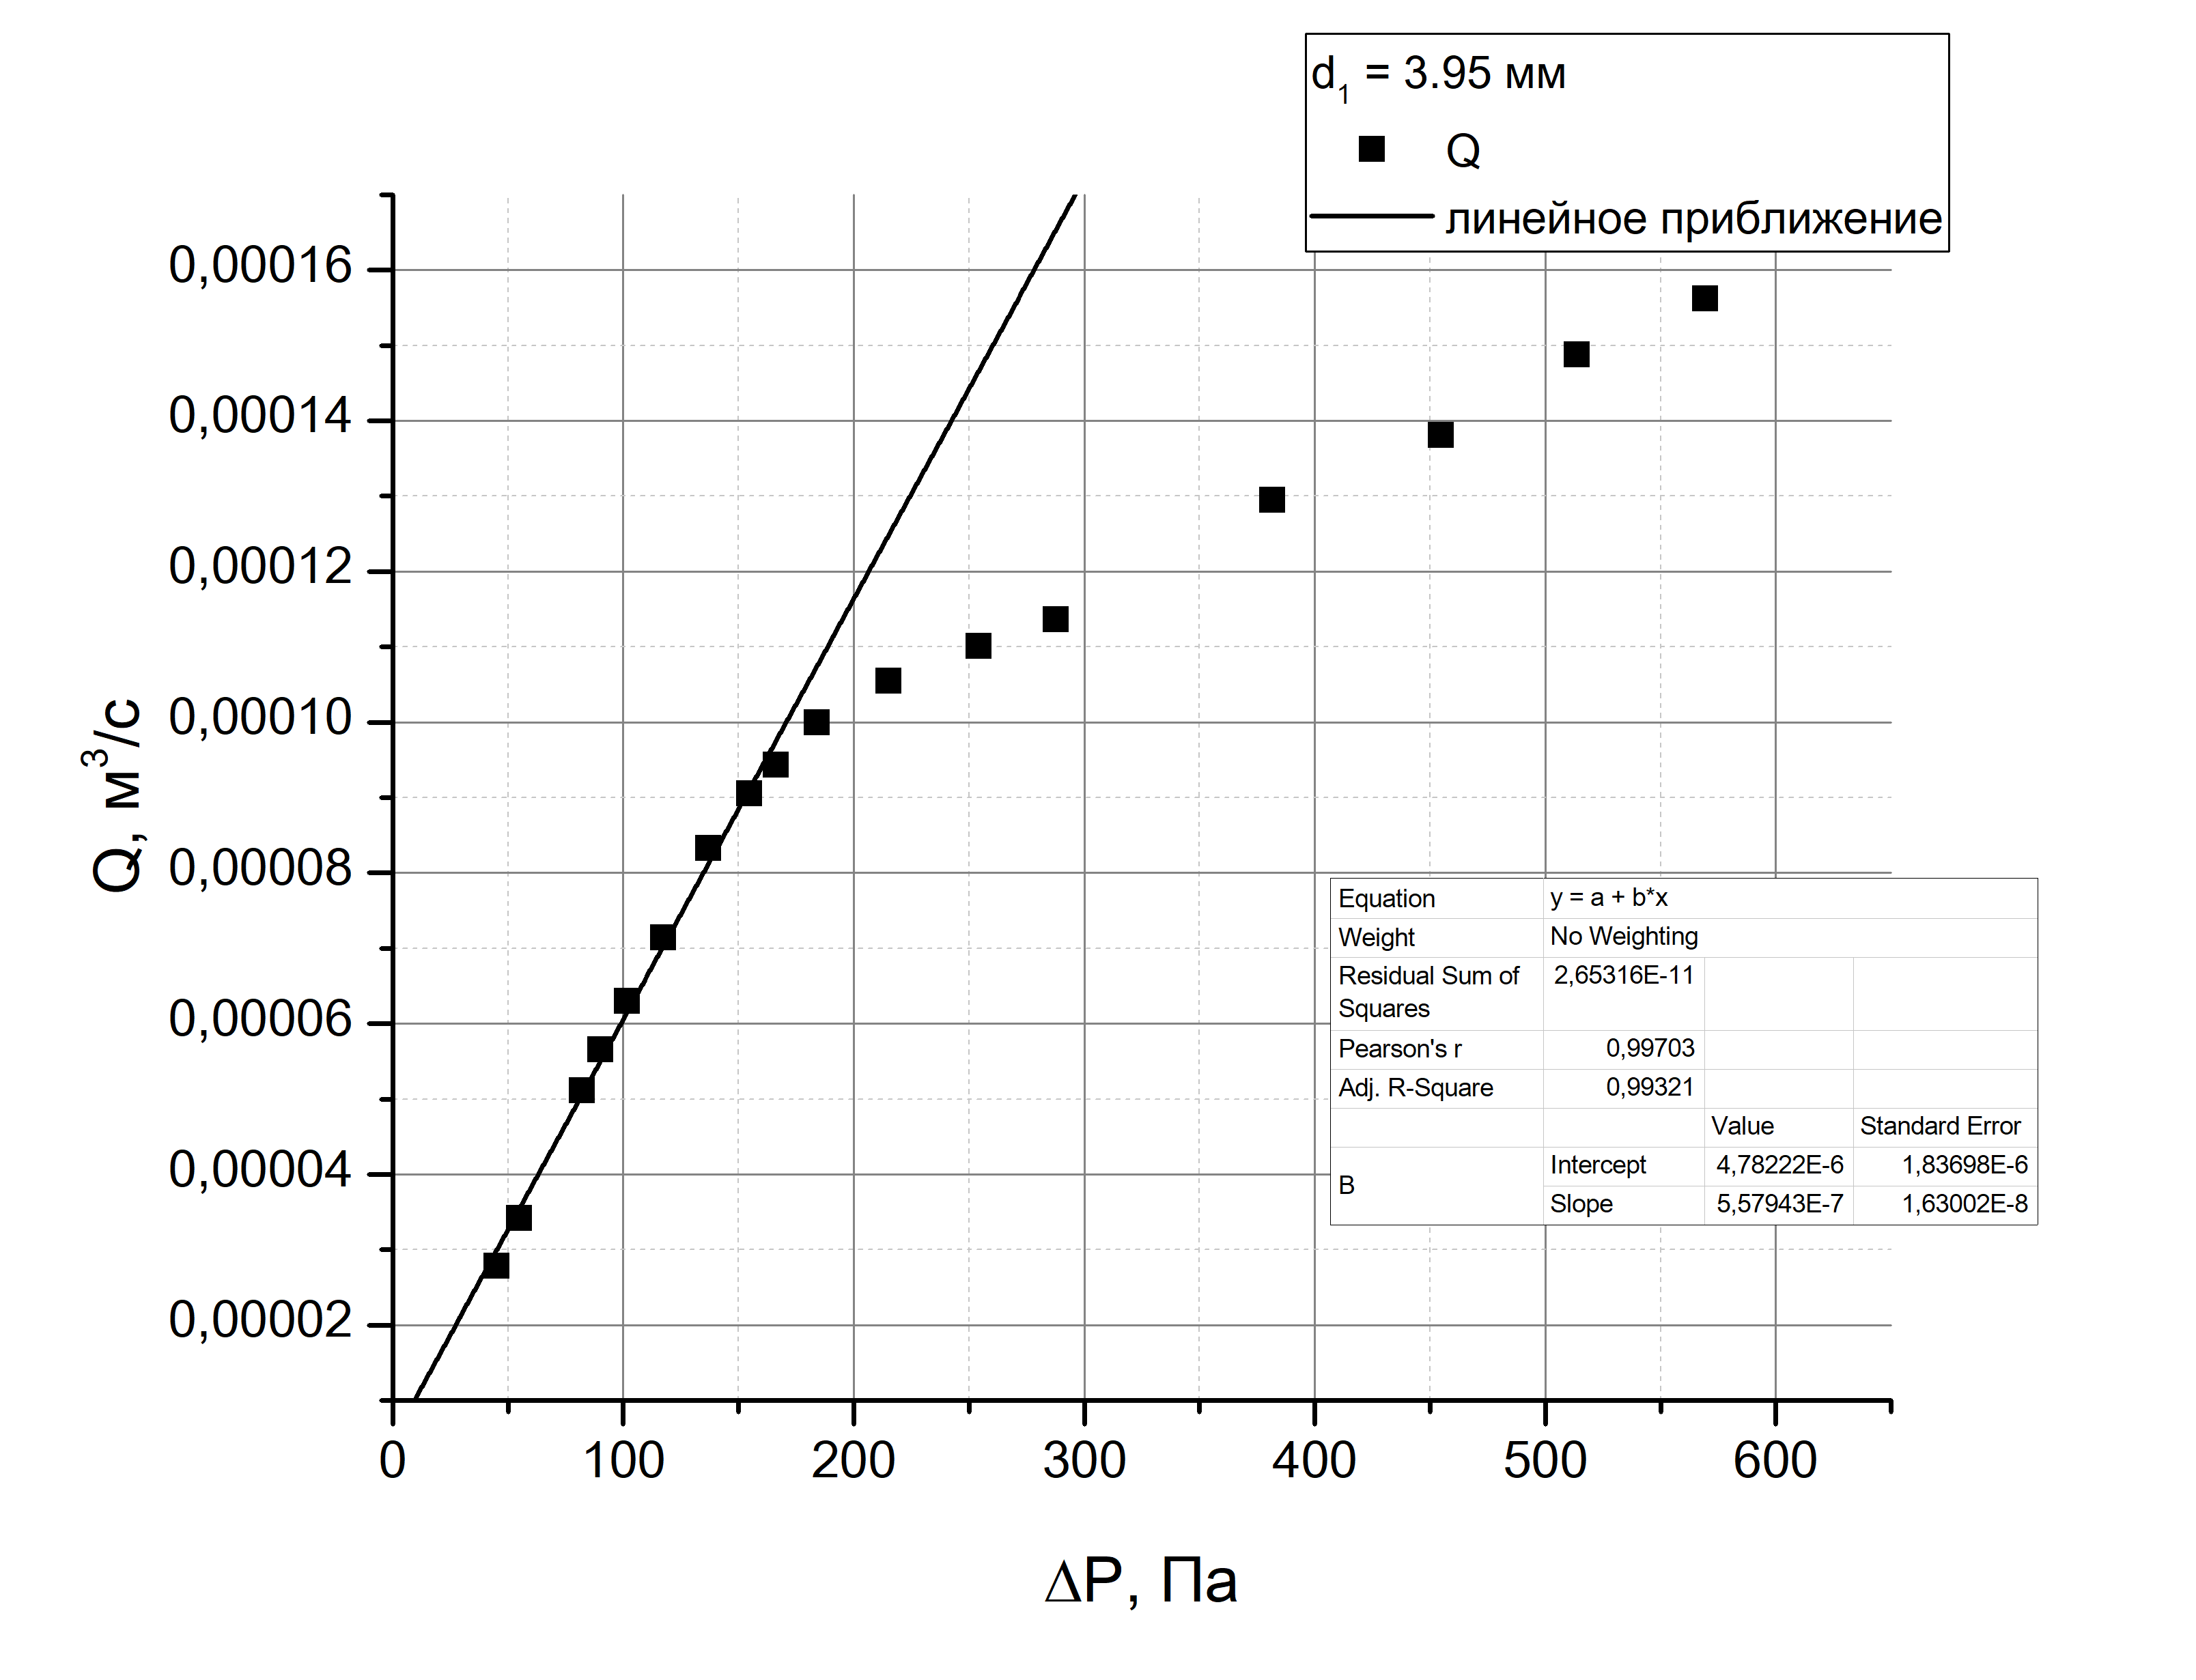 d₁ = 3.95 мм
Q
линейное приближение
0,00016
0,00014
0,00012
0,00010
0,00008
0,00006
0,00004
0,00002
Q, м³/с
0 100 200 300 400 500 600
ΔP, Па
Equation y = a + b*x
Weight No Weighting
Residual Sum of Squares 2,65316E-11
Pearson's r 0,99703
Adj. R-Square 0,99321
Value Standard Error
B Intercept 4,78222E-6 1,83698E-6
Slope 5,57943E-7 1,63002E-8